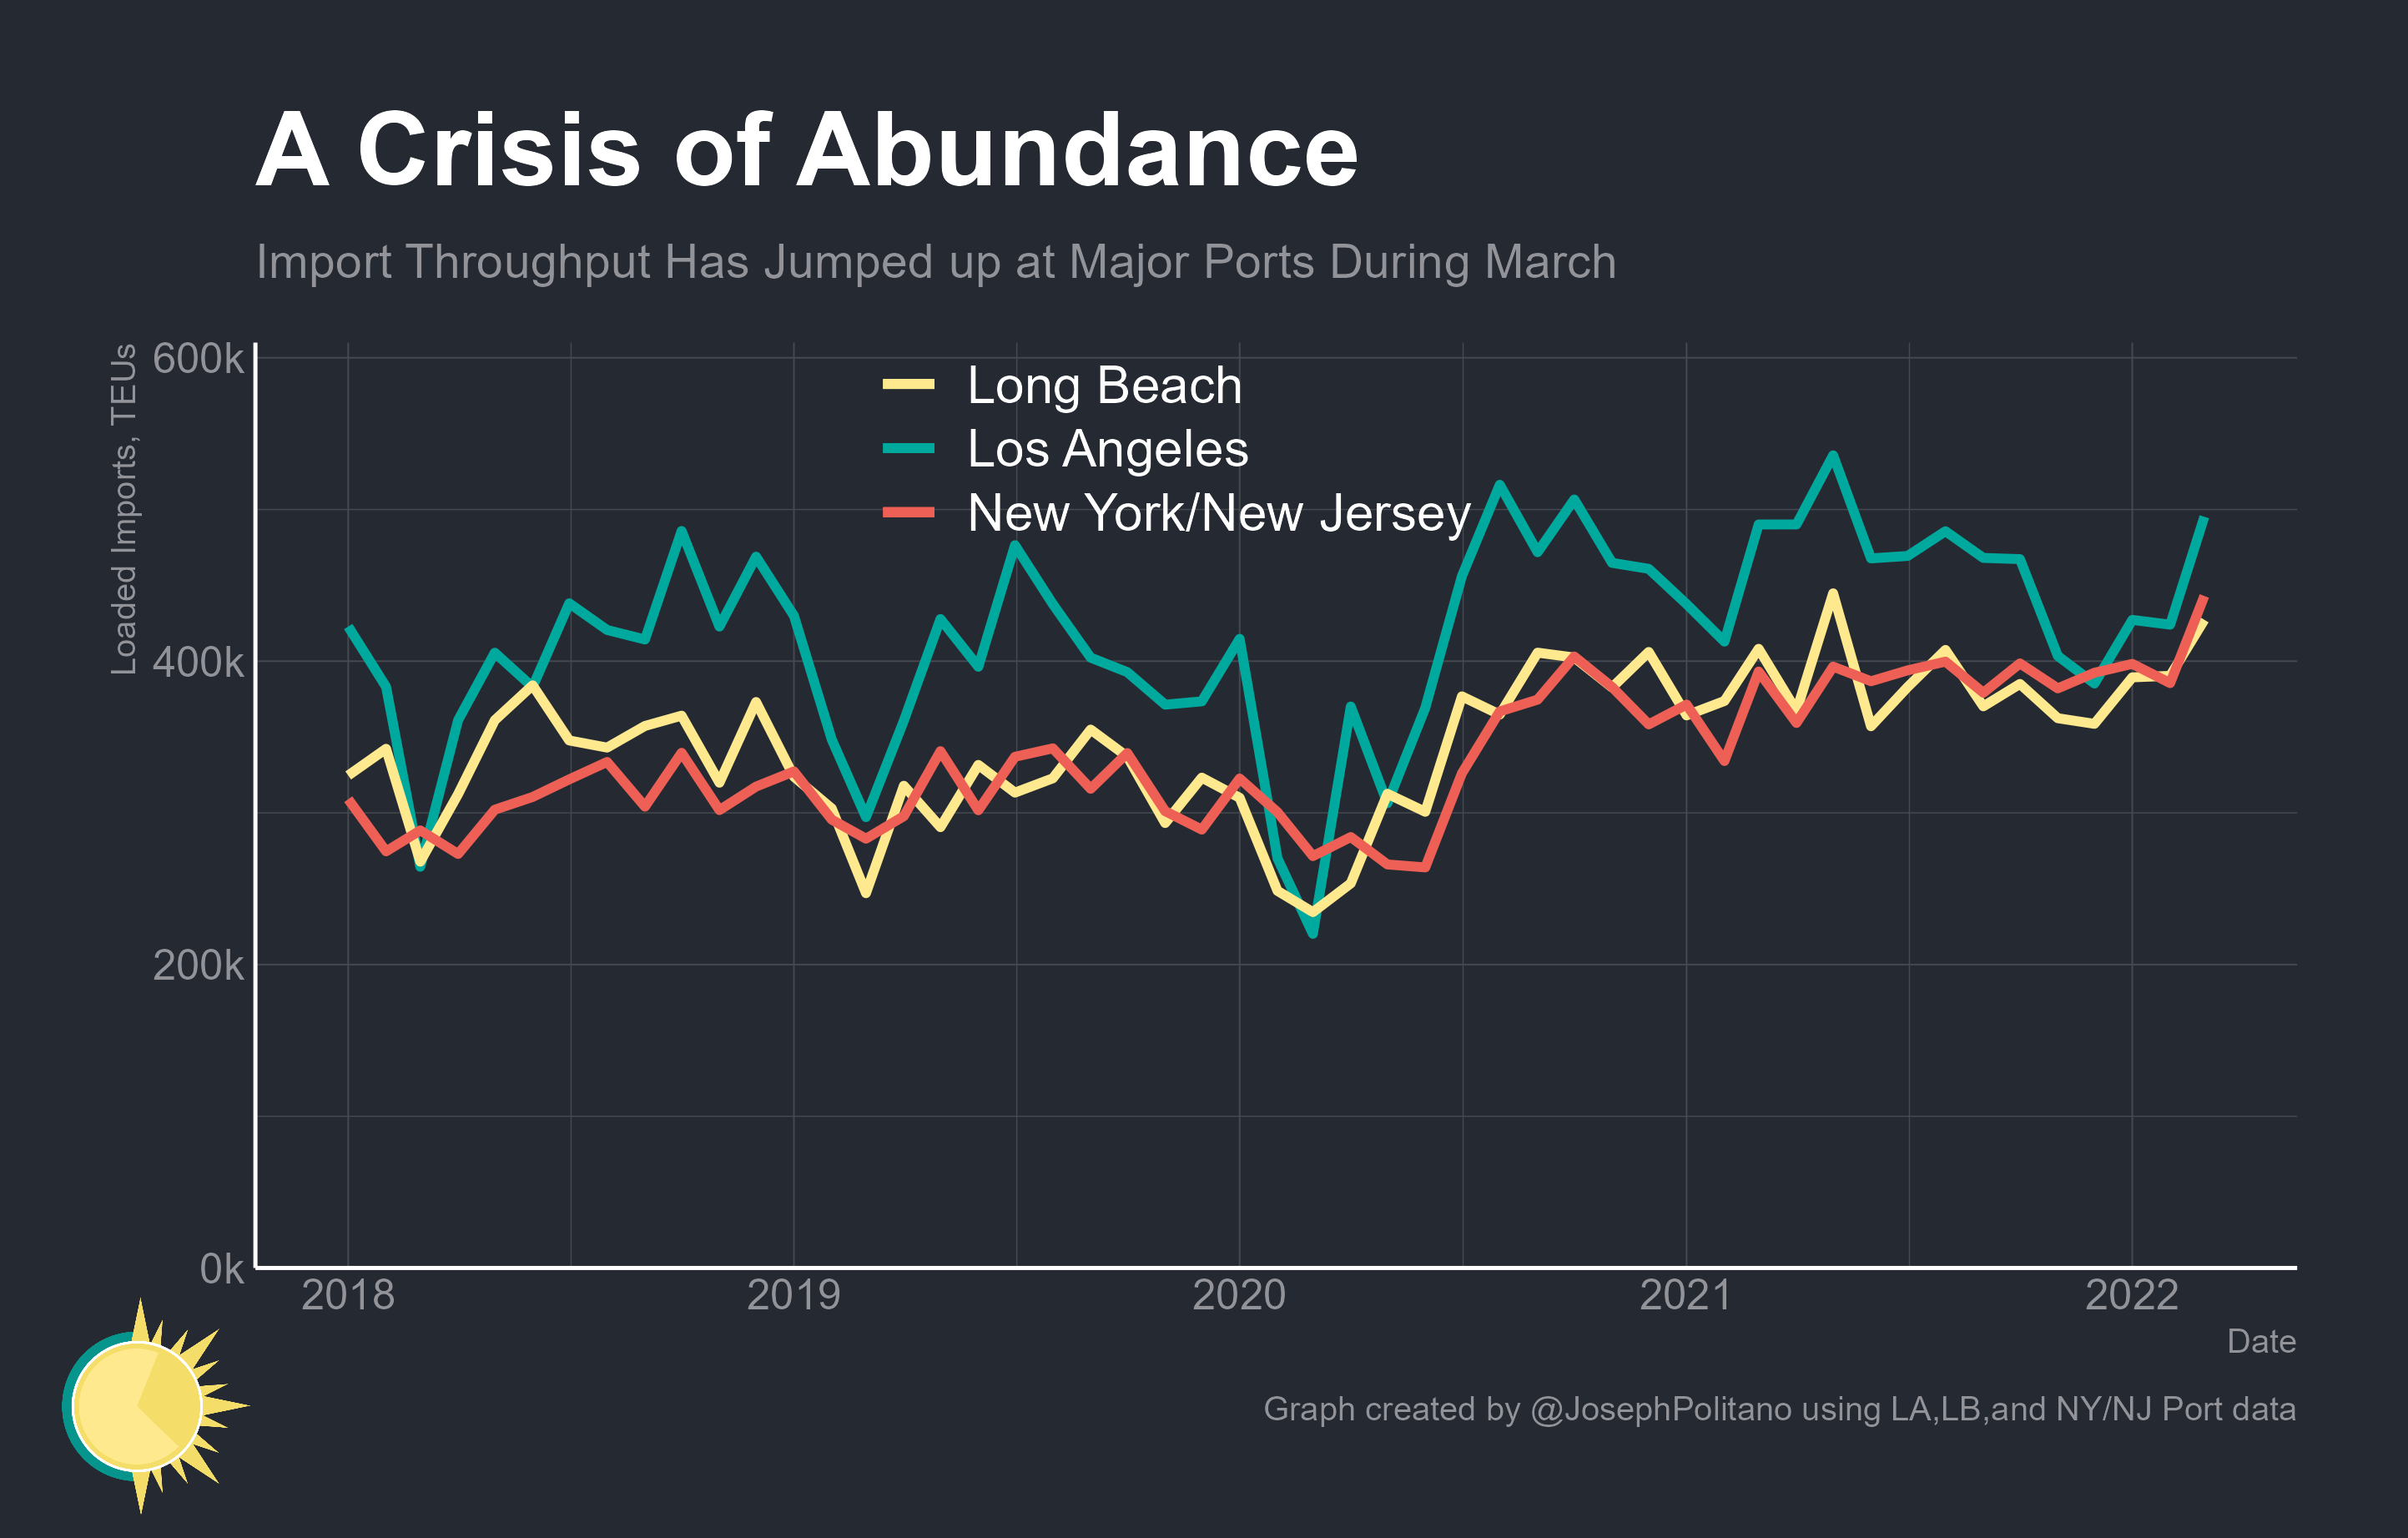 A Crisis of Abundance
Import Throughput Has Jumped up at Major Ports During March
Loaded Imports, TEUs
600k
400k
200k
0k
Long Beach
Los Angeles
New York/New Jersey
2018
2019
2020
2021
2022
Date
Graph created by @JosephPolitano using LA,LB,and NY/NJ Port data